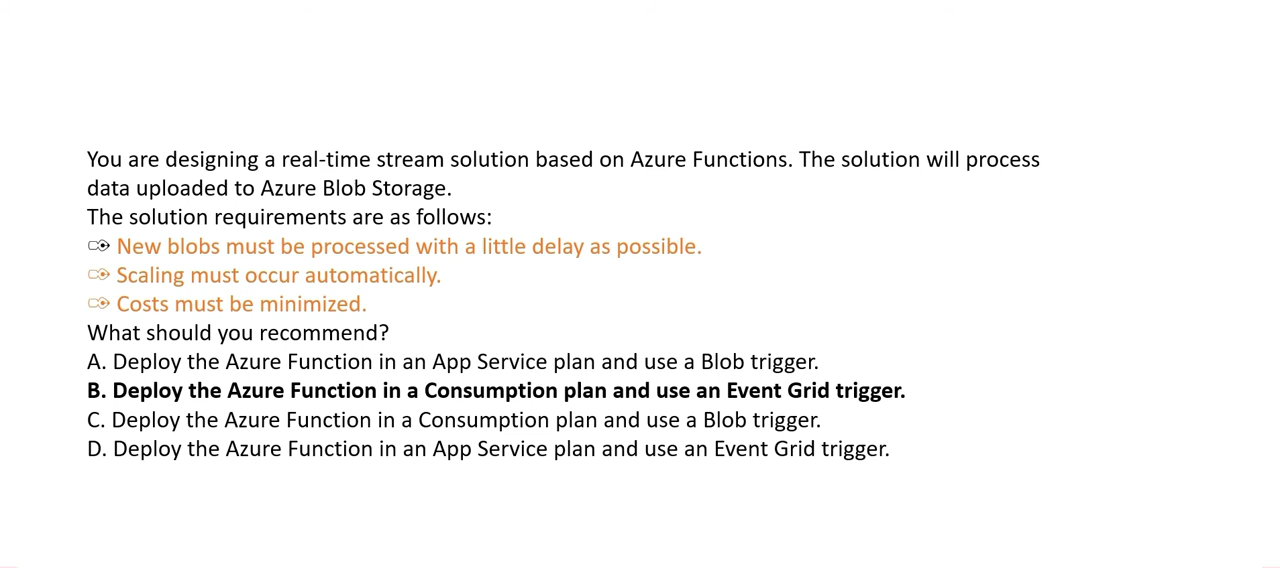 You are designing a real-time stream solution based on Azure Functions. The solution will process
data uploaded to Azure Blob Storage.
The solution requirements are as follows:
New blobs must be processed with a little delay as possible.
Scaling must occur automatically.
Costs must be minimized.
What should you recommend?
A. Deploy the Azure Function in an App Service plan and use a Blob trigger.
B. Deploy the Azure Function in a Consumption plan and use an Event Grid trigger.
C. Deploy the Azure Function in a Consumption plan and use a Blob trigger.
D. Deploy the Azure Function in an App Service plan and use an Event Grid trigger.